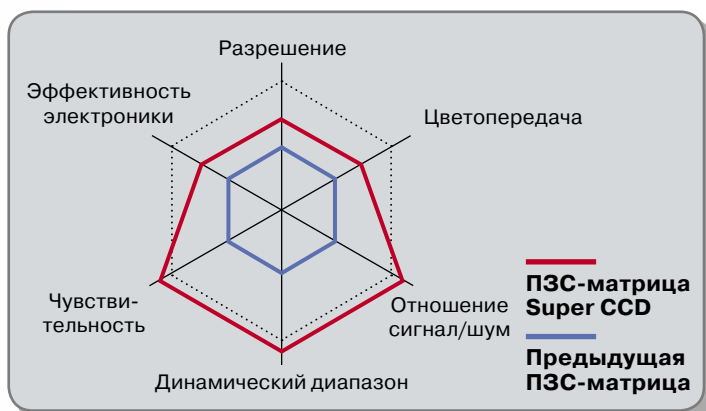 Разрешение
Эффективность
электроники
Цветопередача
Чувстви-
тельность
Отношение
сигнал/шум
Динамический диапазон
ПЗС-матрица
Super CCD
Предыдущая
ПЗС-матрица